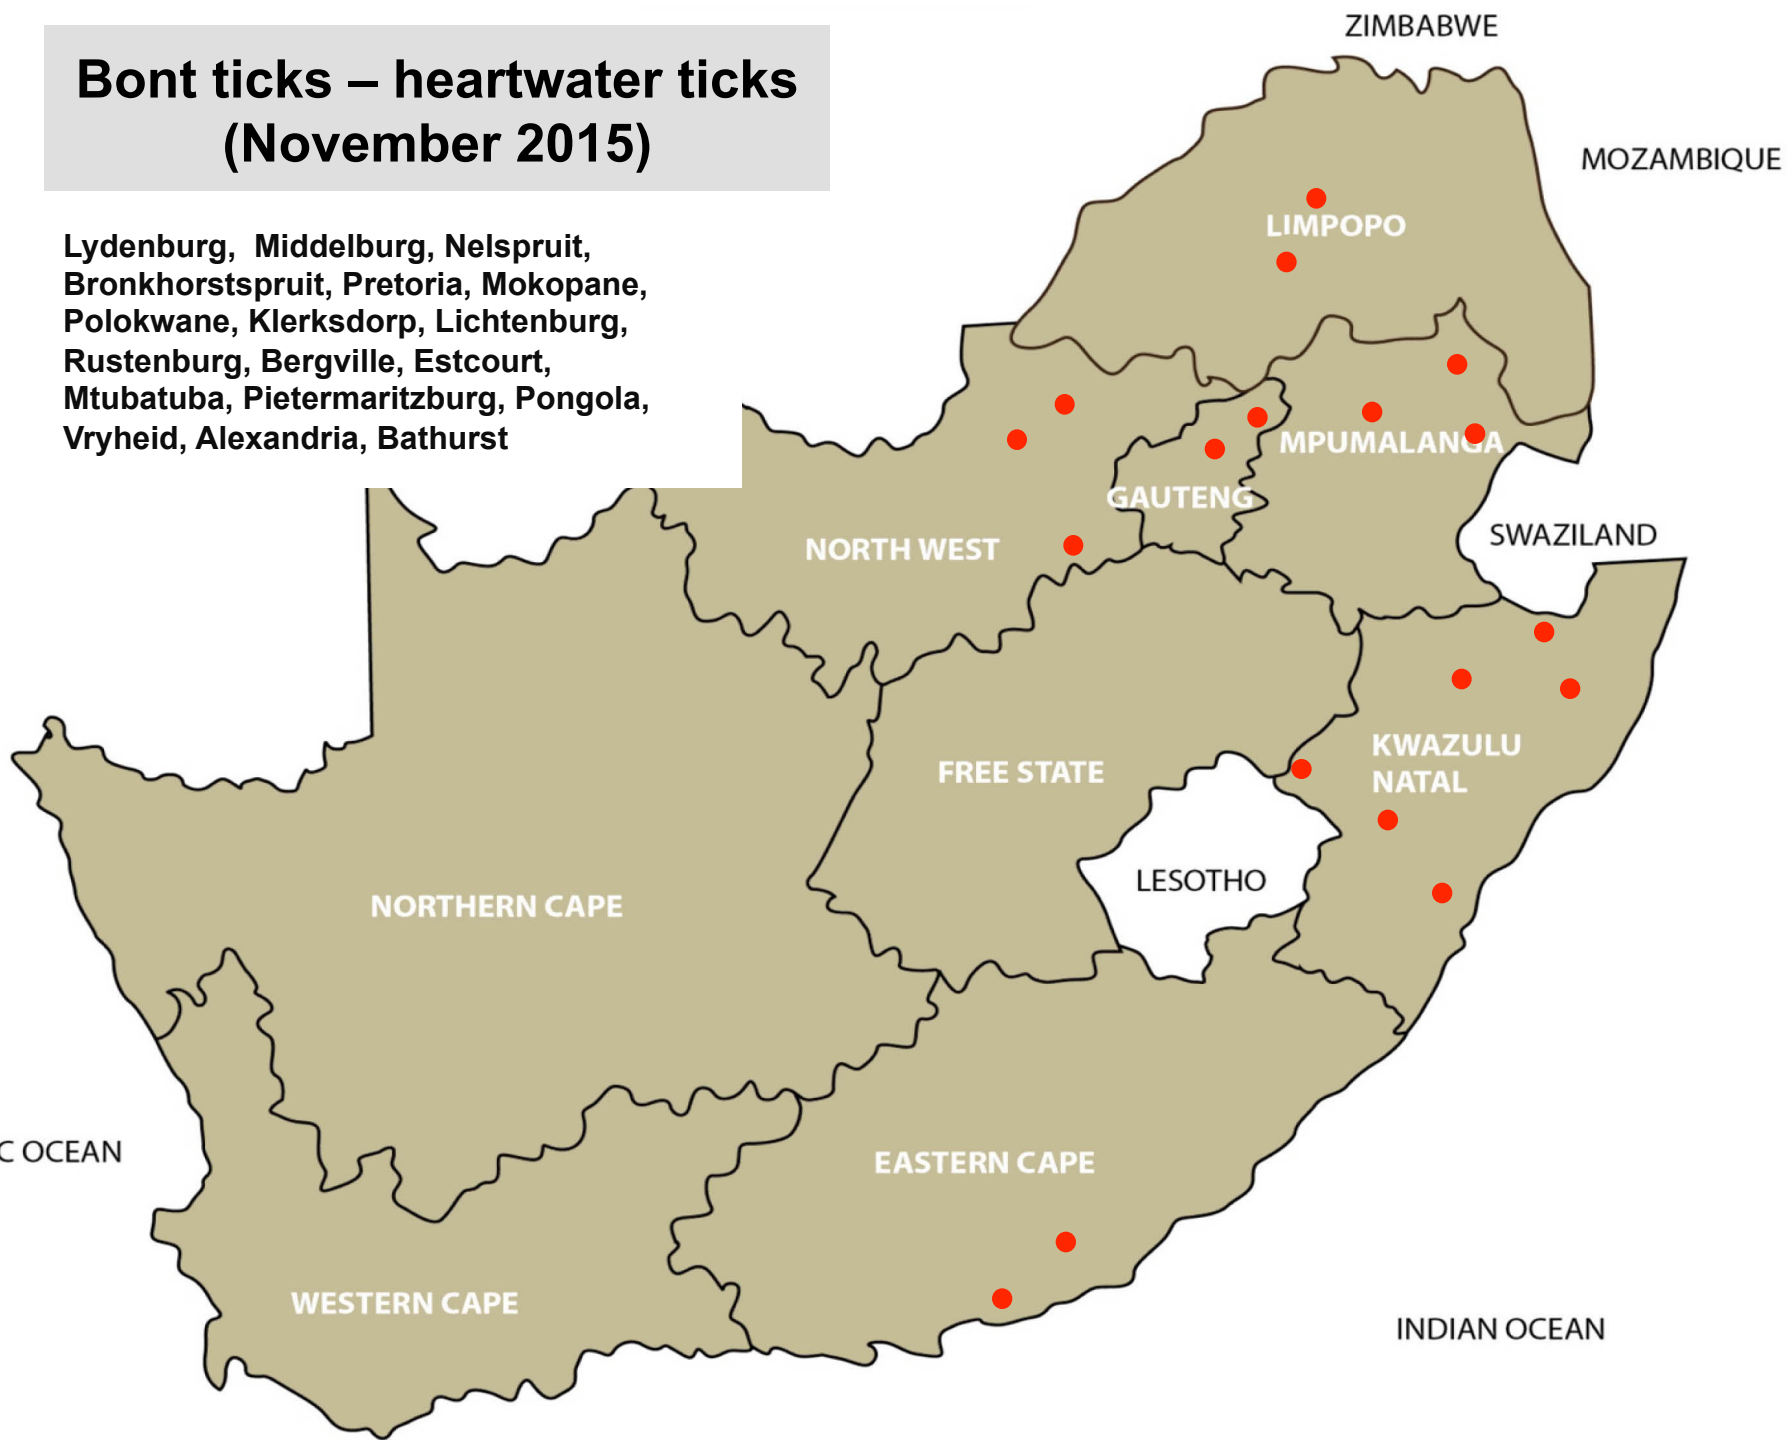 Bont ticks – heartwater ticks
(November 2015)
Lydenburg,  Middelburg, Nelspruit,
Bronkhorstspruit, Pretoria, Mokopane,
Polokwane, Klerksdorp, Lichtenburg,
Rustenburg, Bergville, Estcourt,
Mtubatuba, Pietermaritzburg, Pongola,
Vryheid, Alexandria, Bathurst
ZIMBABWE
MOZAMBIQUE
LIMPOPO
MPUMALANGA
GAUTENG
NORTH WEST
SWAZILAND
KWAZULU
NATAL
FREE STATE
LESOTHO
NORTHERN CAPE
C OCEAN
EASTERN CAPE
WESTERN CAPE
INDIAN OCEAN